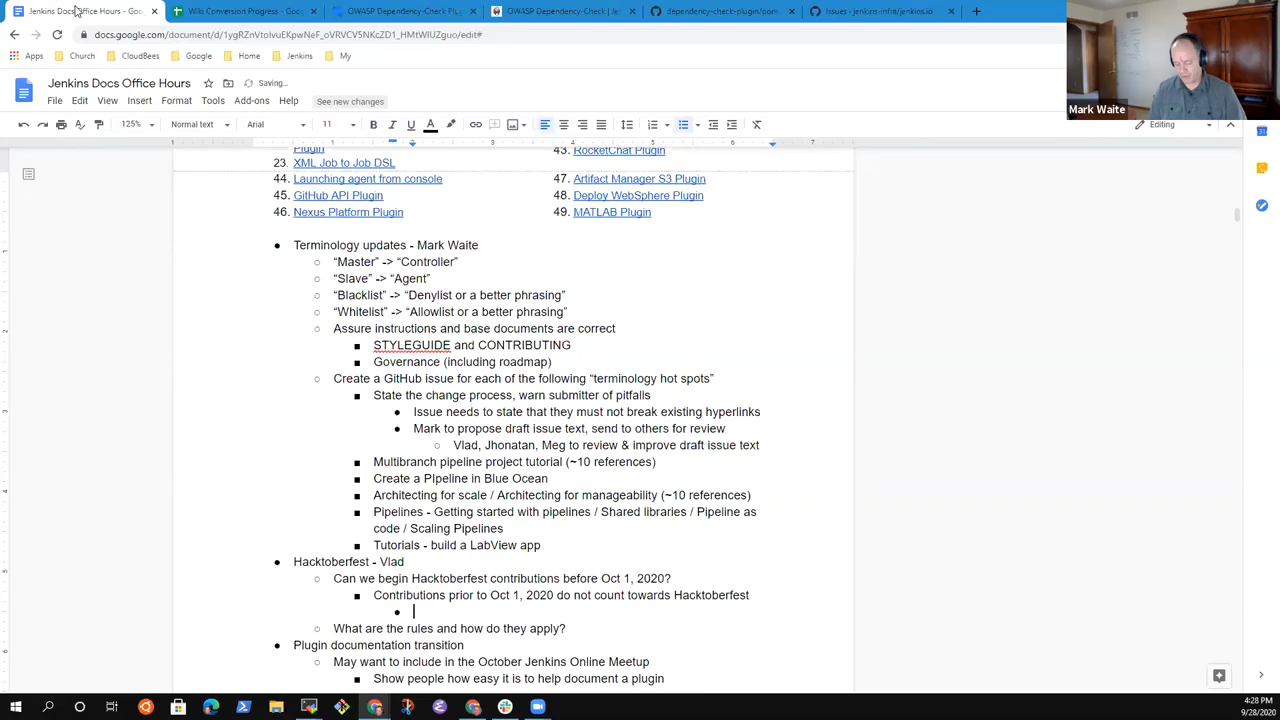 Jenkins Docs Office Hours - Goo
Wiki Conversion Progress - Goo
OWASP Dependency-Check Plu
OWASP Dependency-Check | Je
dependency-check-plugin/pom
Issues · jenkins-infra/jenkins.io
docs.google.com/document/d/1ygRZnVtoIvuEKpwNeF_oVRVCV5NKcZD1_HMtWIUZguo/edit#
Apps Church CloudBees Google Home Jenkins My
Jenkins Docs Office Hours Saving...
File Edit View Insert Format Tools Add-ons Help See new changes
125% Normal text Arial 11 Editing
Mark Waite
Plugin 43. RocketChat Plugin
23. XML Job to Job DSL
44. Launching agent from console 47. Artifact Manager S3 Plugin
45. GitHub API Plugin 48. Deploy WebSphere Plugin
46. Nexus Platform Plugin 49. MATLAB Plugin
● Terminology updates - Mark Waite
○ “Master” -> “Controller”
○ “Slave” -> “Agent”
○ “Blacklist” -> “Denylist or a better phrasing”
○ “Whitelist” -> “Allowlist or a better phrasing”
○ Assure instructions and base documents are correct
■ STYLEGUIDE and CONTRIBUTING
■ Governance (including roadmap)
○ Create a GitHub issue for each of the following “terminology hot spots”
■ State the change process, warn submitter of pitfalls
● Issue needs to state that they must not break existing hyperlinks
● Mark to propose draft issue text, send to others for review
○ Vlad, Jhonatan, Meg to review & improve draft issue text
■ Multibranch pipeline project tutorial (~10 references)
■ Create a PIpeline in Blue Ocean
■ Architecting for scale / Architecting for manageability (~10 references)
■ Pipelines - Getting started with pipelines / Shared libraries / Pipeline as
code / Scaling Pipelines
■ Tutorials - build a LabView app
● Hacktoberfest - Vlad
○ Can we begin Hacktoberfest contributions before Oct 1, 2020?
■ Contributions prior to Oct 1, 2020 do not count towards Hacktoberfest
●
○ What are the rules and how do they apply?
● Plugin documentation transition
○ May want to include in the October Jenkins Online Meetup
■ Show people how easy it is to help document a plugin
4:28 PM
9/28/2020